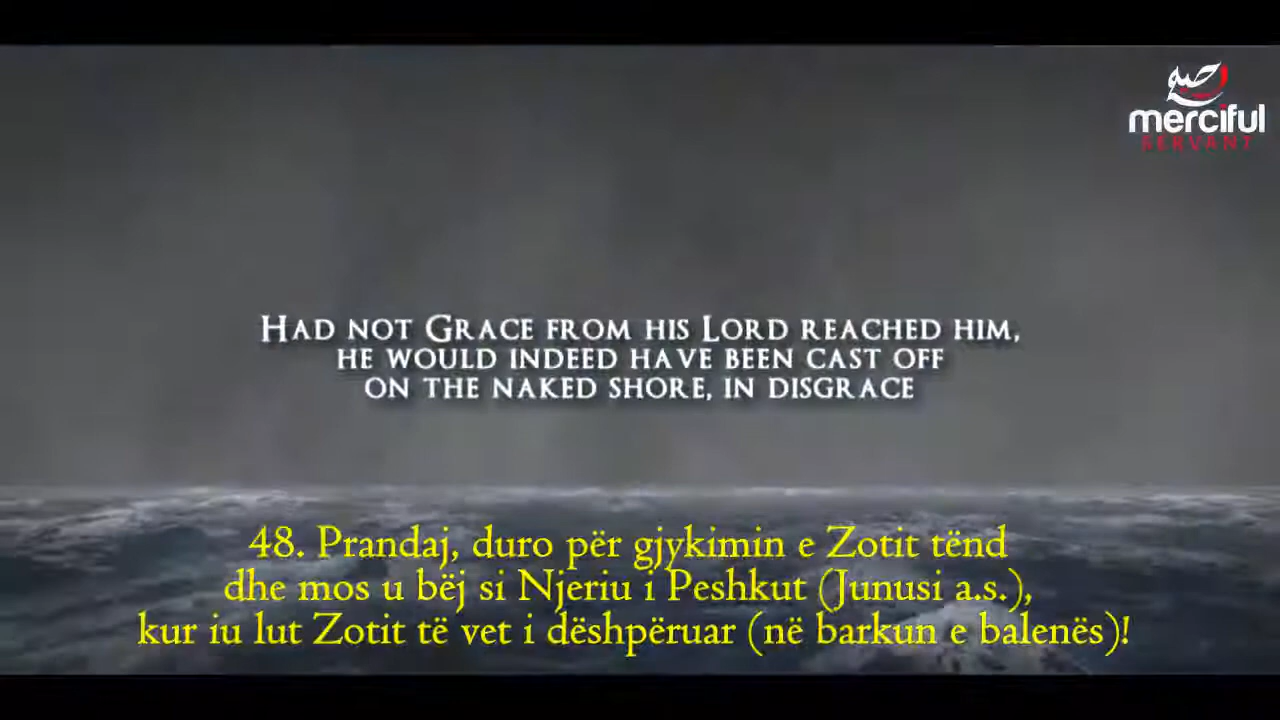 merciful
SERVANT
HAD NOT GRACE FROM HIS LORD REACHED HIM,
HE WOULD INDEED HAVE BEEN CAST OFF
ON THE NAKED SHORE, IN DISGRACE
48. Prandaj, duro për gjykimin e Zotit tënd
dhe mos u bëj si Njeriu i Peshkut (Junusi a.s.),
kur iu lut Zotit të vet i dëshpëruar (në barkun e balenës)!